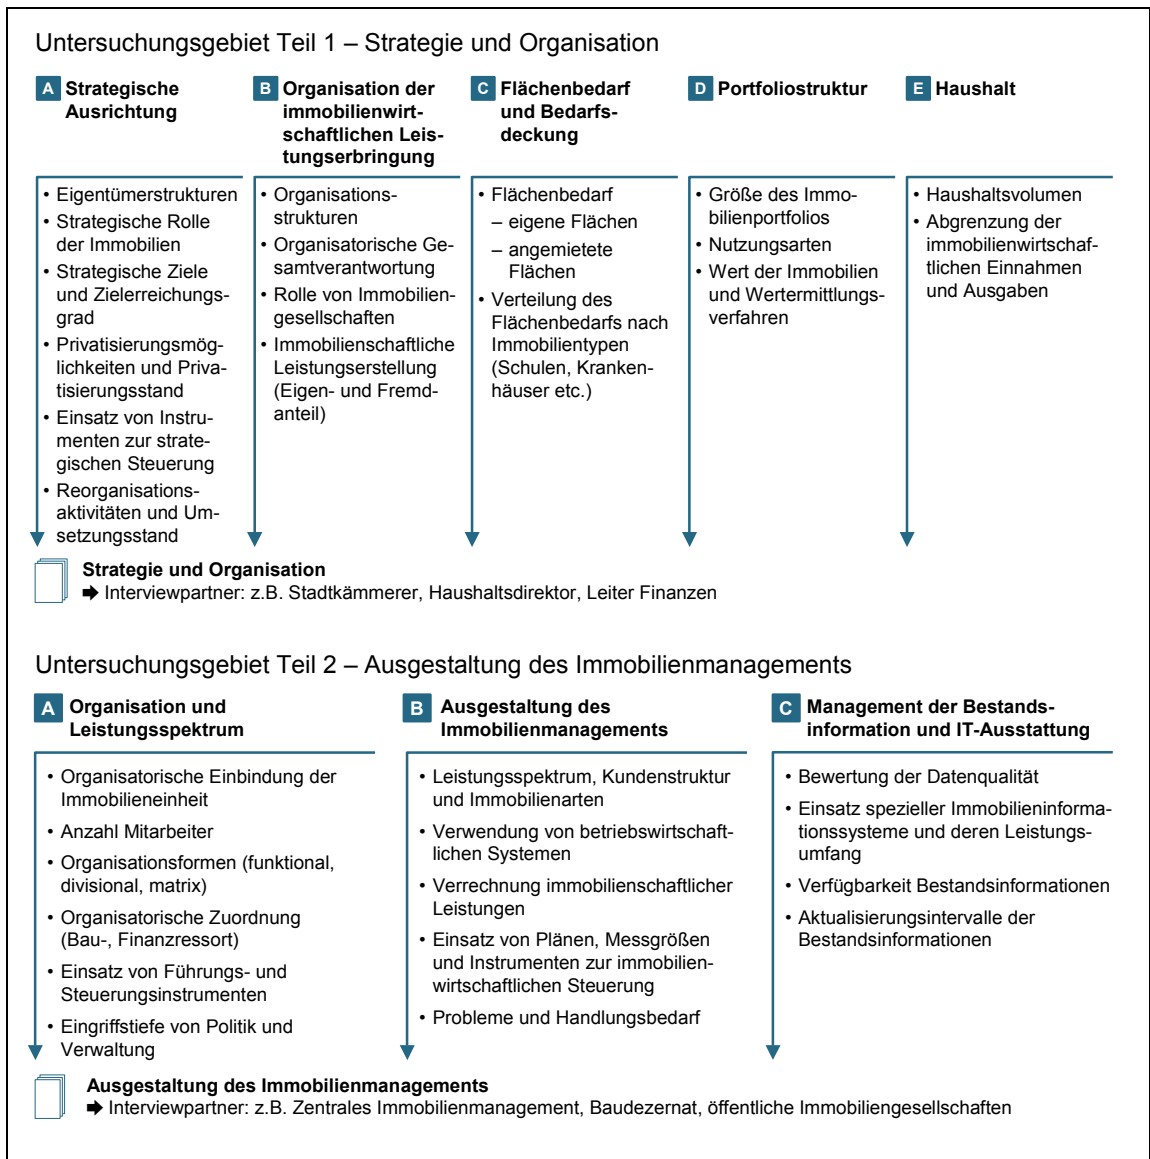 Untersuchungsgebiet Teil 1 – Strategie und Organisation
A Strategische
Ausrichtung
• Eigentümerstrukturen
• Strategische Rolle
der Immobilien
• Strategische Ziele
und Zielerreichungs-
grad
• Privatisierungsmög-
lichkeiten und Priva-
tisierungsstand
• Einsatz von Instru-
menten zur strate-
gischen Steuerung
• Reorganisations-
aktivitäten und Um-
setzungsstand
B Organisation der
immobilienwirt-
schaftlichen Leis-
tungserbringung
• Organisations-
strukturen
• Organisatorische Ge-
samtverantwortung
• Rolle von Immobilien-
gesellschaften
• Immobilienschaftliche
Leistungserstellung
(Eigen- und Fremd-
anteil)
C Flächenbedarf
und Bedarfs-
deckung
• Flächenbedarf
– eigene Flächen
– angemietete
Flächen
• Verteilung des
Flächenbedarfs nach
Immobilientypen
(Schulen, Kranken-
häuser etc.)
D Portfoliostruktur
• Größe des Immo-
bilienportfolios
• Nutzungsarten
• Wert der Immobilien
und Wertermittlungs-
verfahren
E Haushalt
• Haushaltsvolumen
• Abgrenzung der
immobilienwirtschaf-
tlichen Einnahmen
und Ausgaben
Strategie und Organisation
➡ Interviewpartner: z.B. Stadtkämmerer, Haushaltsdirektor, Leiter Finanzen
Untersuchungsgebiet Teil 2 – Ausgestaltung des Immobilienmanagements
A Organisation und
Leistungsspektrum
• Organisatorische Einbindung der
Immobilieneinheit
• Anzahl Mitarbeiter
• Organisationsformen (funktional,
divisional, matrix)
• Organisatorische Zuordnung
(Bau-, Finanzressort)
• Einsatz von Führungs- und
Steuerungsinstrumenten
• Eingriffstiefe von Politik und
Verwaltung
B Ausgestaltung des
Immobilienmanagements
• Leistungsspektrum, Kundenstruktur
und Immobilienarten
• Verwendung von betriebswirtschaft-
lichen Systemen
• Verrechnung immobilienschaftlicher
Leistungen
• Einsatz von Plänen, Messgrößen
und Instrumenten zur immobilien-
wirtschaftlichen Steuerung
• Probleme und Handlungsbedarf
C Management der Bestands-
information und IT-Ausstattung
• Bewertung der Datenqualität
• Einsatz spezieller Immobilieninforma-
tionssysteme und deren Leistungs-
umfang
• Verfügbarkeit Bestandsinformationen
• Aktualisierungsintervalle der
Bestandsinformationen
Ausgestaltung des Immobilienmanagements
➡ Interviewpartner: z.B. Zentrales Immobilienmanagement, Baudezernat, öffentliche Immobiliengesellschaften